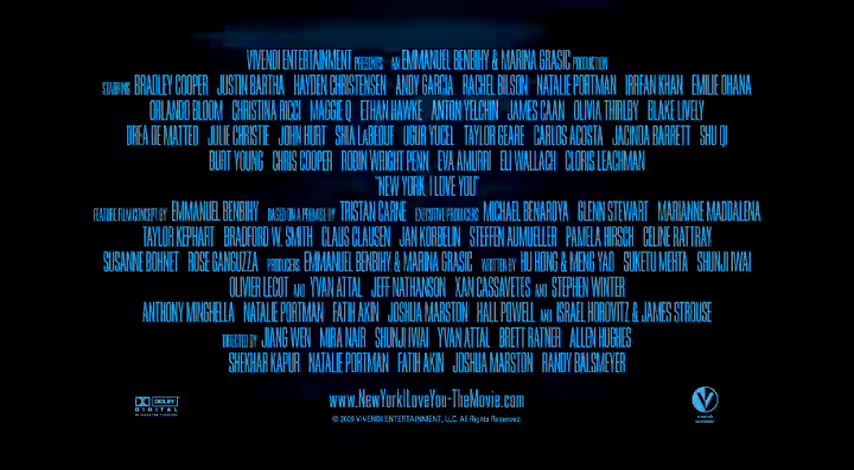 VIVENDI ENTERTAINMENT PRESENTS AN EMMANUEL BENBIHY & MARINA GRASIC PRODUCTION
STARRING BRADLEY COOPER JUSTIN BARTHA HAYDEN CHRISTENSEN ANDY GARCIA RACHEL BILSON NATALIE PORTMAN IRRFAN KHAN EMILIE OHANA
ORLANDO BLOOM CHRISTINA RICCI MAGGIE Q ETHAN HAWKE ANTON YELCHIN JAMES CAAN OLIVIA THIRLBY BLAKE LIVELY
DREA DE MATTEO JULIE CHRISTIE JOHN HURT SHIA LABEOUF UGUR YUCEL TAYLOR GEARE CARLOS ACOSTA JACINDA BARRETT SHU QI
BURT YOUNG CHRIS COOPER ROBIN WRIGHT PENN EVA AMURRI ELI WALLACH CLORIS LEACHMAN
"NEW YORK, I LOVE YOU"
FEATURE FILM CONCEPT BY EMMANUEL BENBIHY BASED ON A PREMISE BY TRISTAN CARNE EXECUTIVE PRODUCERS MICHAEL BENAROYA GLENN STEWART MARIANNE MADDALENA
TAYLOR KEPHART BRADFORD W. SMITH CLAUS CLAUSEN JAN KORBELIN STEFFEN AUMUELLER PAMELA HIRSCH CELINE RATTRAY
SUSANNE BOHNET ROSE GANGUZZA PRODUCERS EMMANUEL BENBIHY & MARINA GRASIC WRITTEN BY HU HONG & MENG YAO SUKETU MEHTA SHUNJI IWAI
OLIVIER LECOT AND YVAN ATTAL JEFF NATHANSON XAN CASSAVETES AND STEPHEN WINTER
ANTHONY MINGHELLA NATALIE PORTMAN FATIH AKIN JOSHUA MARSTON HALL POWELL AND ISRAEL HOROVITZ & JAMES STROUSE
DIRECTED BY JIANG WEN MIRA NAIR SHUNJI IWAI YVAN ATTAL BRETT RATNER ALLEN HUGHES
SHEKHAR KAPUR NATALIE PORTMAN FATIH AKIN JOSHUA MARSTON RANDY BALSMEYER
DOLBY
DIGITAL
www.NewYorkILoveYou-TheMovie.com
V
© 2009 VIVENDI ENTERTAINMENT, LLC. All Rights Reserved.